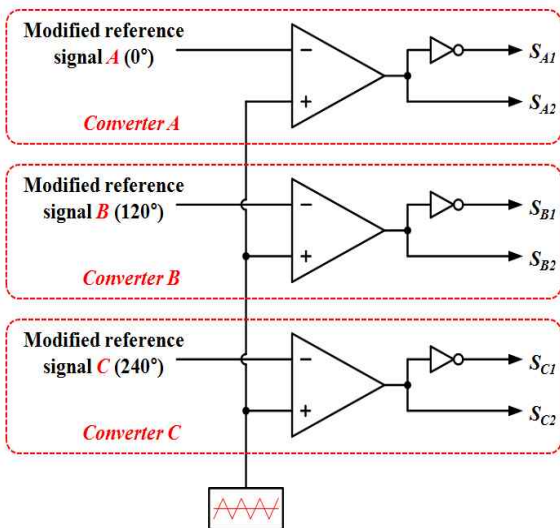 Modified reference
signal A (0°)
−
+
Converter A
S_A1
S_A2
Modified reference
signal B (120°)
−
+
Converter B
S_B1
S_B2
Modified reference
signal C (240°)
−
+
Converter C
S_C1
S_C2